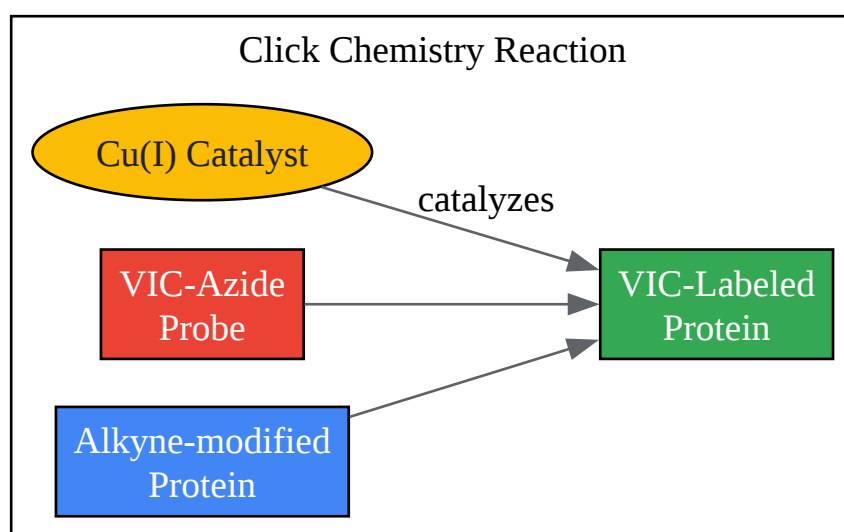 Click Chemistry Reaction
Cu(I) Catalyst
catalyzes
VIC-Azide
Probe
VIC-Labeled
Protein
Alkyne-modified
Protein